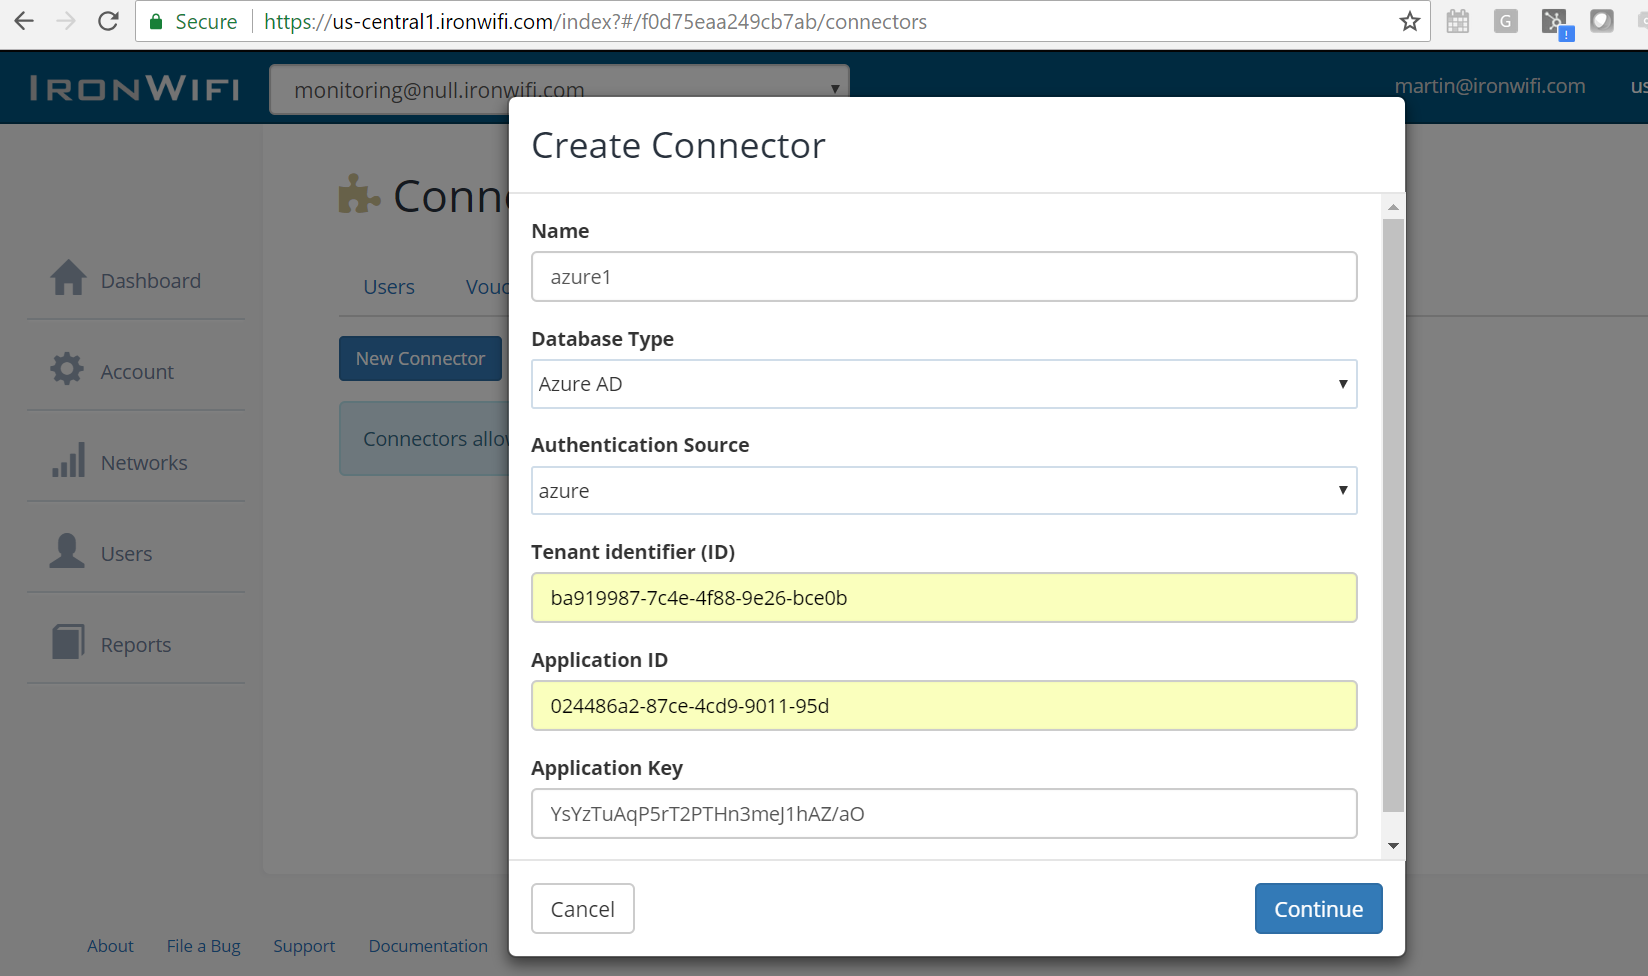 Secure https://us-central1.ironwifi.com/index?#/f0d75eaa249cb7ab/connectors
G
IRONWIFI
monitoring@null.ironwifi.com
martin@ironwifi.com
us
Create Connector
Conn
Users
Vouc
New Connector
Connectors allo
Dashboard
Account
Networks
Users
Reports
Name
azure1
Database Type
Azure AD
Authentication Source
azure
Tenant identifier (ID)
ba919987-7c4e-4f88-9e26-bce0b
Application ID
024486a2-87ce-4cd9-9011-95d
Application Key
YsYzTuAqP5rT2PTHn3meJ1hAZ/aO
Cancel
Continue
About File a Bug Support Documentation